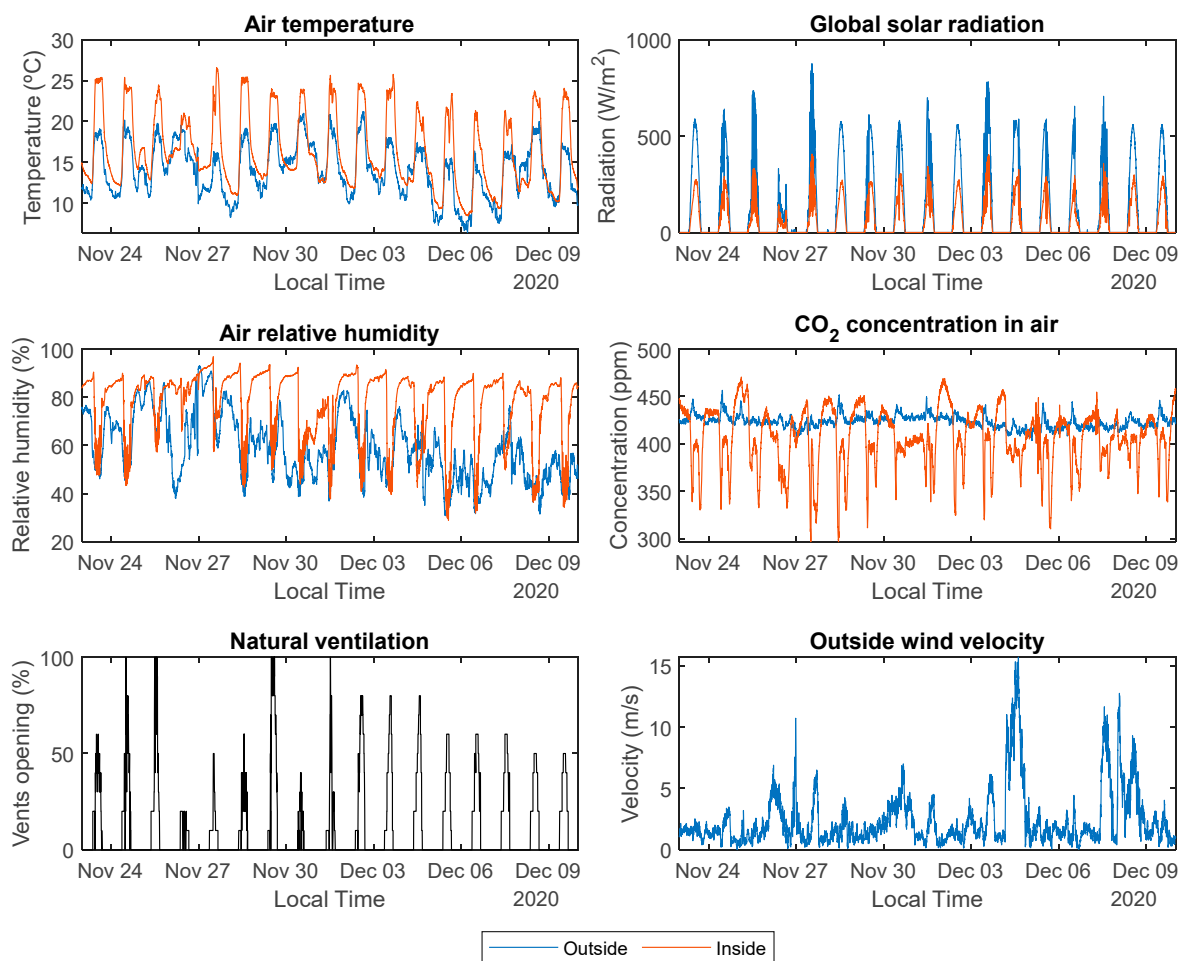 Air temperature
Temperature (ºC)
30
25
20
15
10
Nov 24 Nov 27 Nov 30 Dec 03 Dec 06 Dec 09
Local Time 2020
Global solar radiation
Radiation (W/m2)
1000
500
0
Nov 24 Nov 27 Nov 30 Dec 03 Dec 06 Dec 09
Local Time 2020
Air relative humidity
Relative humidity (%)
100
80
60
40
20
Nov 24 Nov 27 Nov 30 Dec 03 Dec 06 Dec 09
Local Time 2020
CO2 concentration in air
Concentration (ppm)
500
450
400
350
300
Nov 24 Nov 27 Nov 30 Dec 03 Dec 06 Dec 09
Local Time 2020
Natural ventilation
Vents opening (%)
100
50
0
Nov 24 Nov 27 Nov 30 Dec 03 Dec 06 Dec 09
Local Time 2020
Outside wind velocity
Velocity (m/s)
15
10
5
0
Nov 24 Nov 27 Nov 30 Dec 03 Dec 06 Dec 09
Local Time 2020
Outside Inside